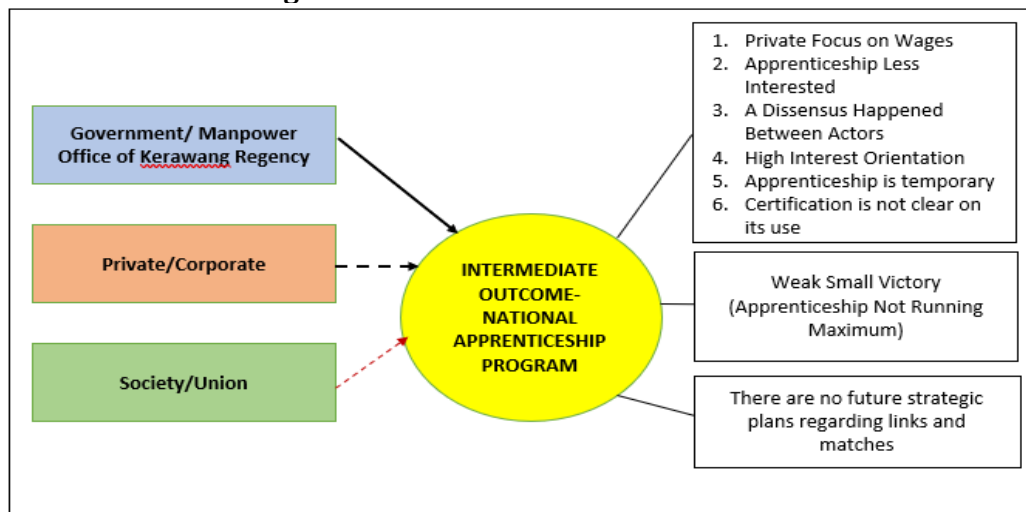 Government/ Manpower
Office of Kerawang Regency
Private/Corporate
Society/Union
INTERMEDIATE
OUTCOME-
NATIONAL
APPRENTICESHIP
PROGRAM
1. Private Focus on Wages
2. Apprenticeship Less
Interested
3. A Dissensus Happened
Between Actors
4. High Interest Orientation
5. Apprenticeship is temporary
6. Certification is not clear on
its use
Weak Small Victory
(Apprenticeship Not Running
Maximum)
There are no future strategic
plans regarding links and
matches